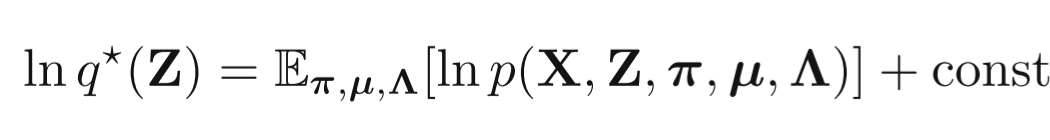 ln q⋆(𝐙) = 𝔼_{𝛑,𝛍,𝚲}[ln p(𝐗, 𝐙, 𝛑, 𝛍, 𝚲)] + const